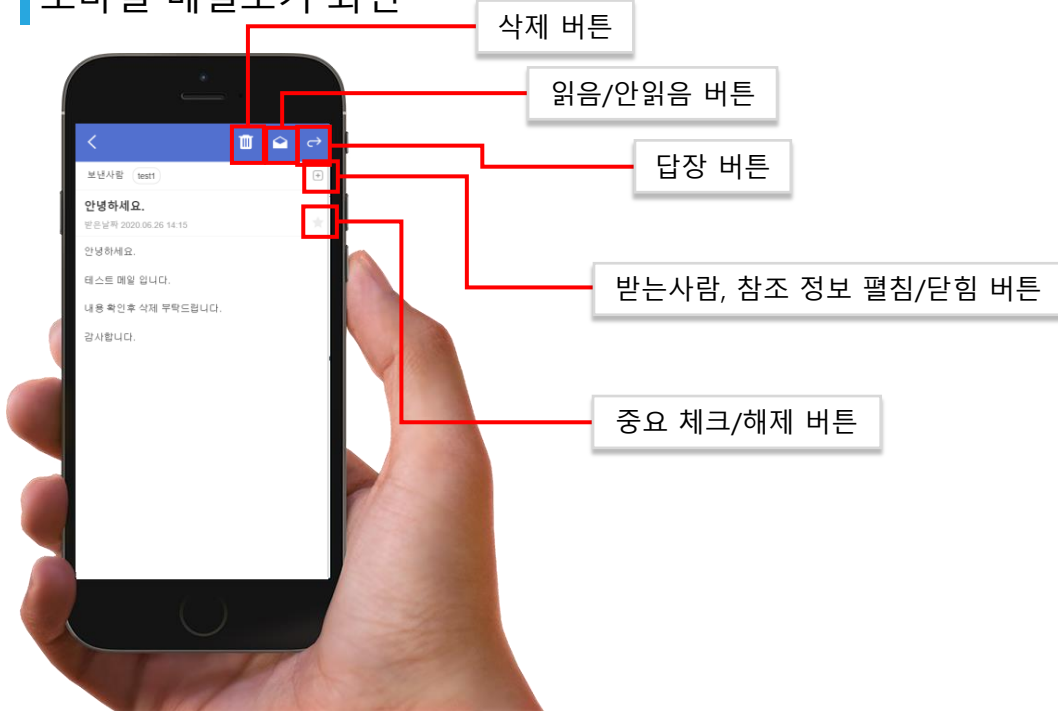 모바일 메일보기 화면
삭제 버튼
읽음/안읽음 버튼
답장 버튼
받는사람, 참조 정보 펼침/닫힘 버튼
중요 체크/해제 버튼
보낸사람 test1
안녕하세요.
받은날짜 2020.06.26 14:15
안녕하세요.
테스트 메일 입니다.
내용 확인후 삭제 부탁드립니다.
감사합니다.